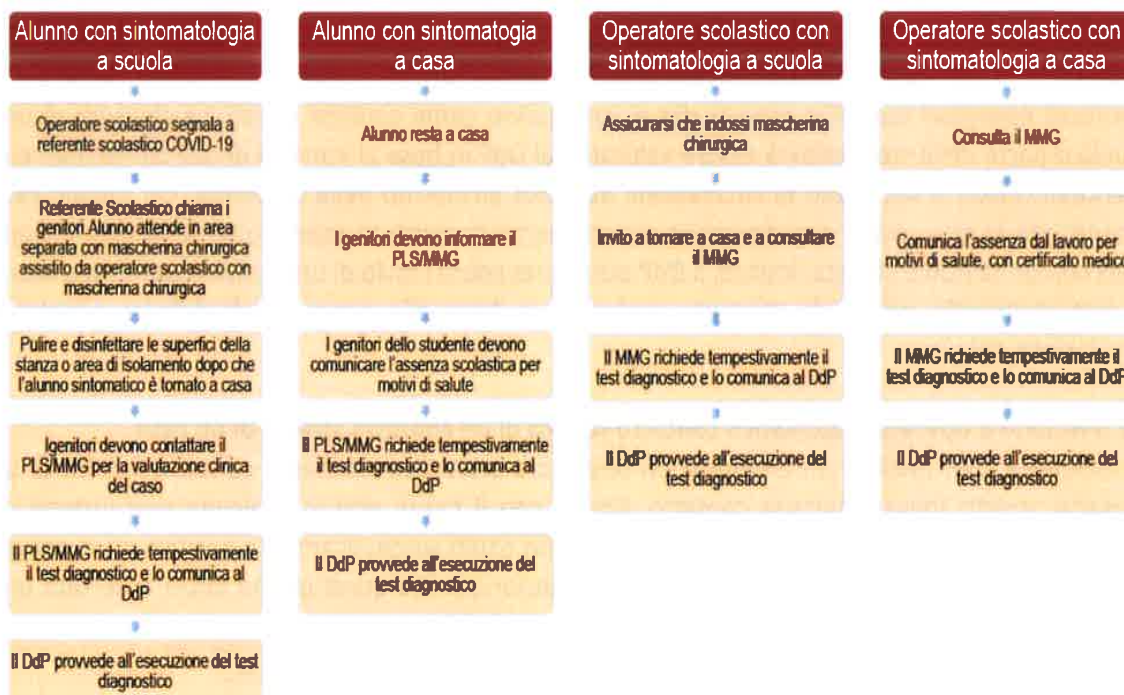 Alunno con sintomatologia
a scuola
Operatore scolastico segnala a
referente scolastico COVID-19
Referente Scolastico chiama i
genitori.Alunno attende in area
separata con mascherina chirurgica
assistito da operatore scolastico con
mascherina chirurgica
Pulire e disinfettare le superfici della
stanza o area di isolamento dopo che
l'alunno sintomatico è tornato a casa
Igenitori devono contattare il
PLS/MMG per la valutazione clinica
del caso
Il PLS/MMG richiede tempestivamente
il test diagnostico e lo comunica al
DdP
Il DdP provvede all'esecuzione del test
diagnostico
Alunno con sintomatogia
a casa
Alunno resta a casa
I genitori devono informare il
PLS/MMG
I genitori dello studente devono
comunicare l'assenza scolastica per
motivi di salute
Il PLS/MMG richiede tempestivamente
il test diagnostico e lo comunica al
DdP
Il DdP provvede all'esecuzione del
test diagnostico
Operatore scolastico con
sintomatologia a scuola
Assicurarsi che indossi mascherina
chirurgica
Invito a tornare a casa e a consultare
il MMG
Il MMG richiede tempestivamente il
test diagnostico e lo comunica al DdP
Il DdP provvede all'esecuzione del
test diagnostico
Operatore scolastico con
sintomatologia a casa
Consulta il MMG
Comunica l'assenza dal lavoro per
motivi di salute, con certificato medico
Il MMG richiede tempestivamente il
test diagnostico e lo comunica al DdP
Il DdP provvede all'esecuzione del
test diagnostico